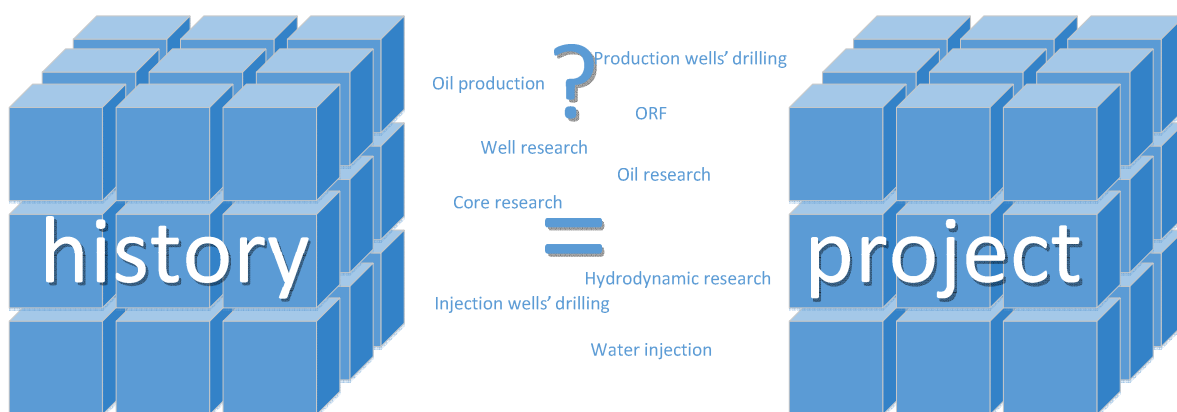 history
?
Production wells' drilling
Oil production
ORF
Well research
Oil research
Core research
=
Hydrodynamic research
Injection wells' drilling
Water injection
project